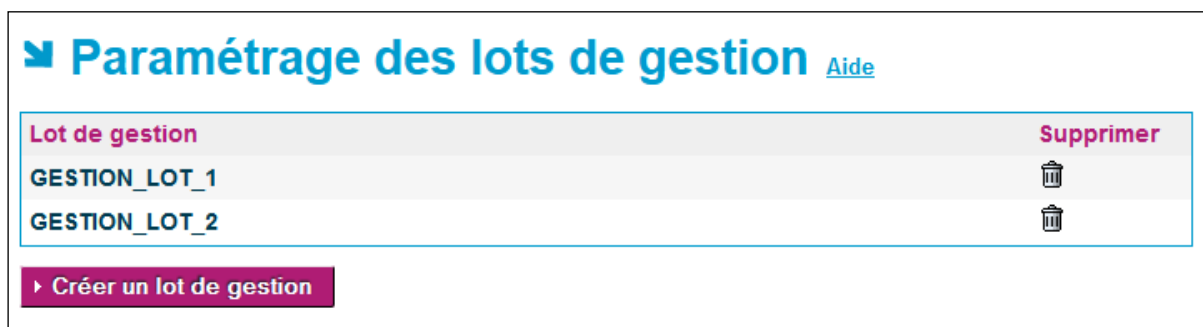 Paramétrage des lots de gestion Aide
Lot de gestion Supprimer
GESTION_LOT_1
GESTION_LOT_2
Créer un lot de gestion